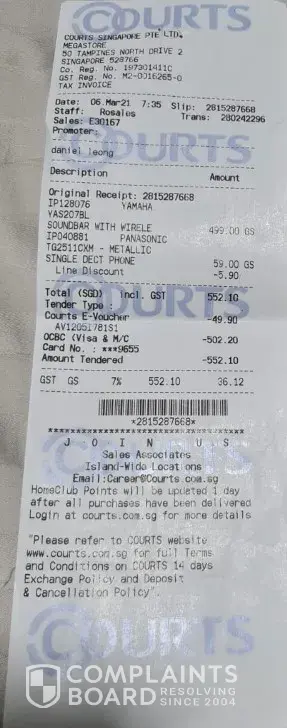 COURTS
COURTS SINGAPORE PTE LTD.
MEGASTORE
50 TAMPINES NORTH DRIVE 2
SINGAPORE 528766
Co. Reg. No. 197301411C
GST Reg. No. M2-0016265-0
TAX INVOICE
Date: 06.Mar21 7:35 Slip: 2815287668
Staff: Rosales Trans: 280242296
Sales: E30167
Promoter:
daniel leong
Description Amount
Original Receipt: 2815287668
IP128076 YAMAHA
YAS207BL
SOUNDBAR WITH WIRELE 499.00 GS
IP040881 PANASONIC
TG2511CXM - METALLIC
SINGLE DECT PHONE 59.00 GS
Line Discount -5.90
Total (SGD) incl. GST 552.10
Tender Type :
Courts E-Voucher -49.90
AV12051781S1
OCBC (Visa & M/C -502.20
Card No. : ***9655
Amount Tendered -552.10
GST GS 7% 552.10 36.12
*2815287668*
J O I N U S
Sales Associates
Island-Wide Locations
Email:Career@Courts.com.sg
HomeClub Points will be updated 1 day
after all purchases have been delivered
Login at courts.com.sg for more details
"Please refer to COURTS website
www.courts.com.sg for full Terms
and Conditions on COURTS 14 days
Exchange Policy and Deposit
& Cancellation Policy".
COURTS
COMPLAINTS
BOARD RESOLVING
SINCE 2004